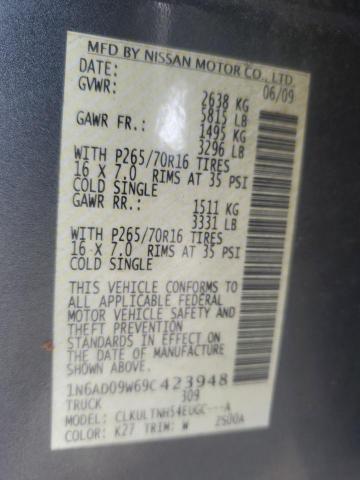 MFD BY NISSAN MOTOR CO., LTD.
DATE: 06/09
GVWR: 2638 KG
5815 LB
GAWR FR.: 1495 KG
3296 LB
WITH P265/70R16 TIRES
16 X 7.0 RIMS AT 35 PSI
COLD SINGLE
GAWR RR.: 1511 KG
3331 LB
WITH P265/70R16 TIRES
16 X 7.0 RIMS AT 35 PSI
COLD SINGLE
THIS VEHICLE CONFORMS TO
ALL APPLICABLE FEDERAL
MOTOR VEHICLE SAFETY AND
THEFT PREVENTION
STANDARDS IN EFFECT ON THE
DATE OF MANUFACTURE SHOWN
ABOVE.
1N6AD09W69C423948
TRUCK 309
CLKULTNH54EUGC---A
COLOR: K27 TRIM: W 2S00A